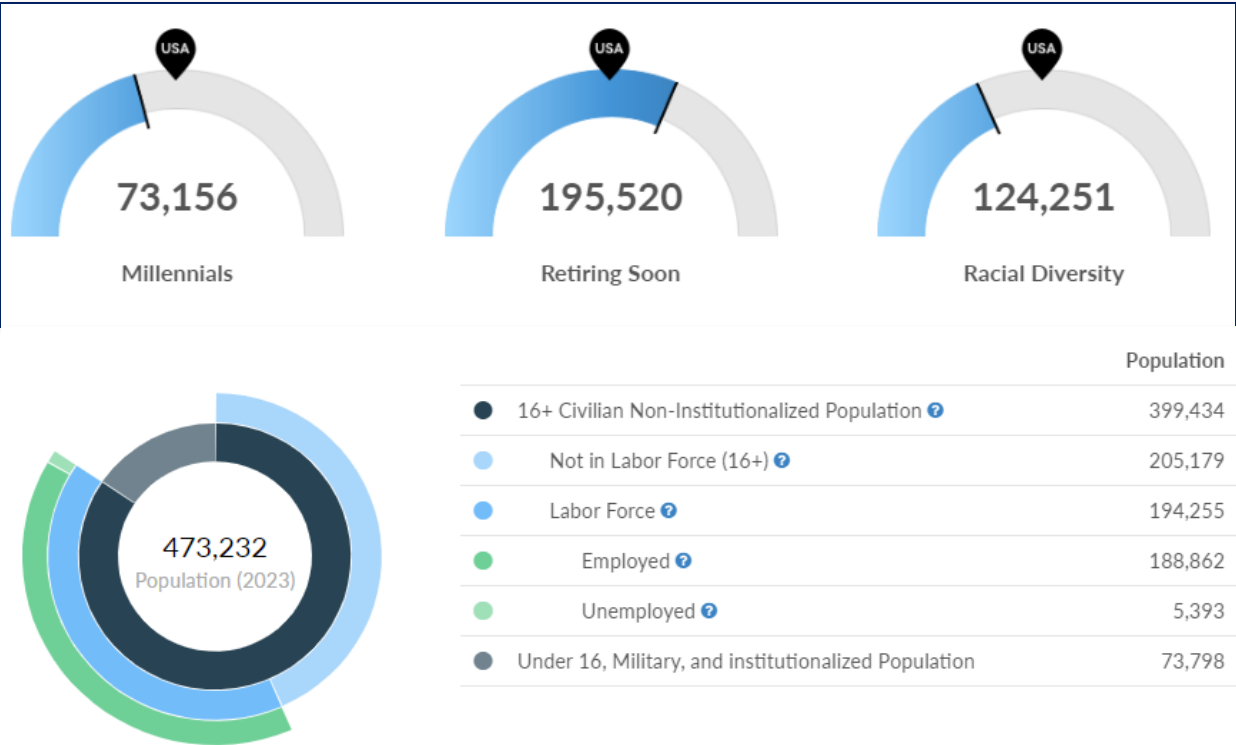 USA
USA
USA
73,156
195,520
124,251
Millennials
Retiring Soon
Racial Diversity
Population
16+ Civilian Non-Institutionalized Population ? 399,434
Not in Labor Force (16+) ? 205,179
Labor Force ? 194,255
Employed ? 188,862
Unemployed ? 5,393
Under 16, Military, and institutionalized Population 73,798
473,232
Population (2023)